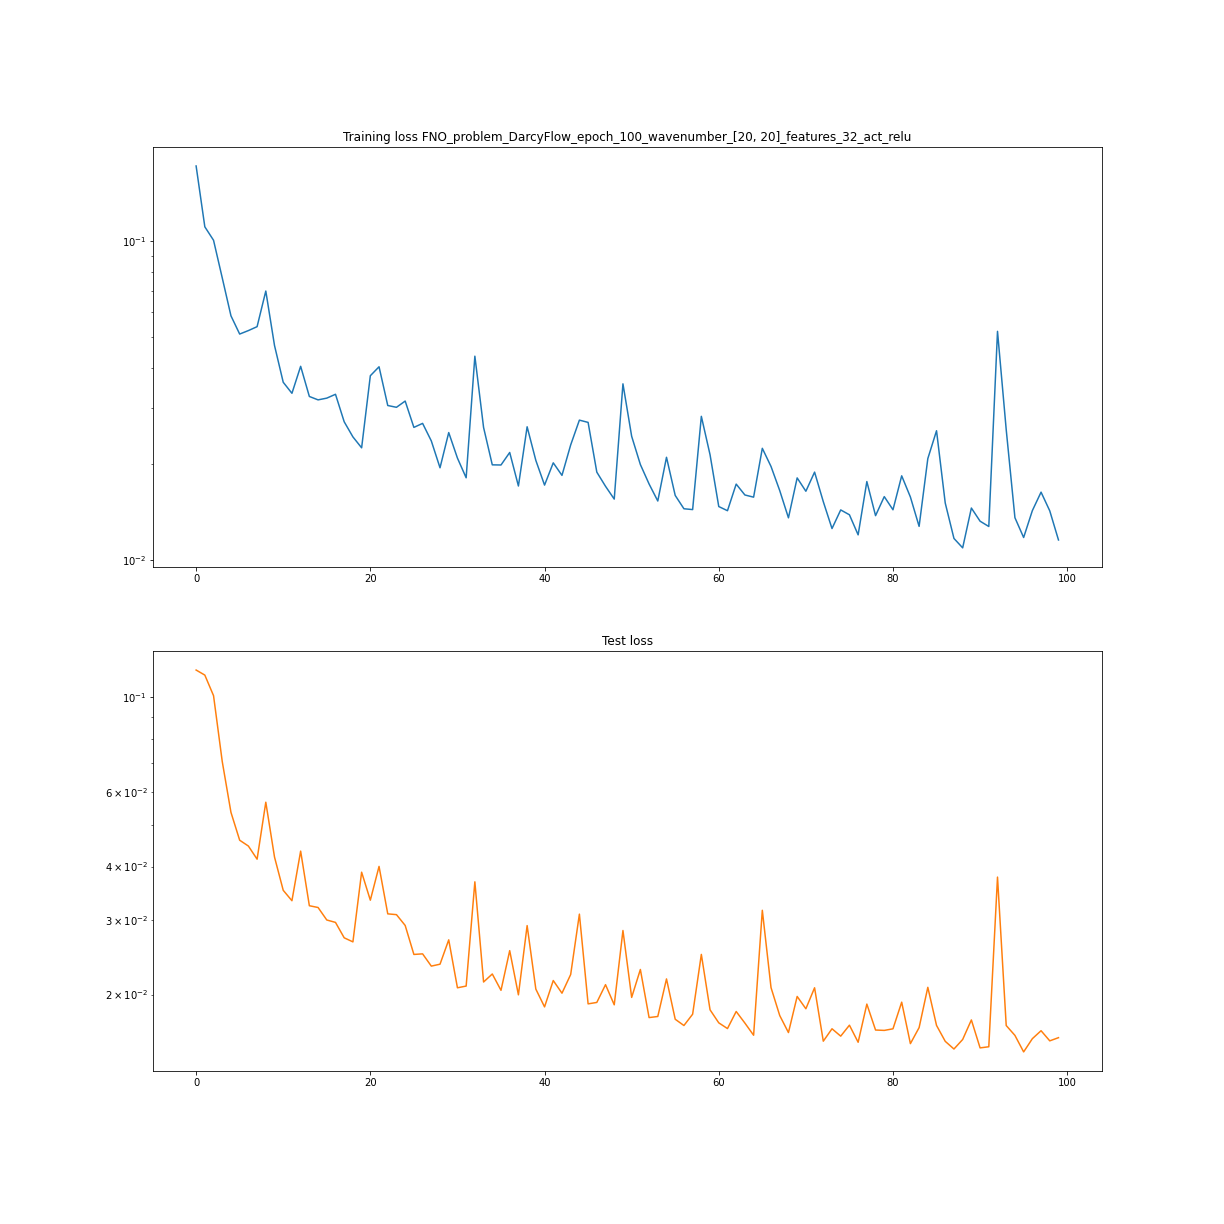 Training loss FNO_problem_DarcyFlow_epoch_100_wavenumber_[20, 20]_features_32_act_relu
10⁻¹
10⁻²
0 20 40 60 80 100
Test loss
10⁻¹
6 × 10⁻²
4 × 10⁻²
3 × 10⁻²
2 × 10⁻²
0 20 40 60 80 100